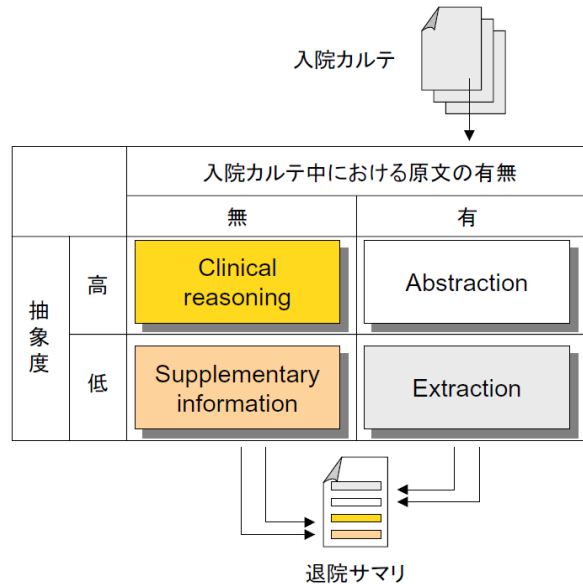 入院カルテ
入院カルテ中における原文の有無
無
有
抽象度
高
Clinical
reasoning
Abstraction
低
Supplementary
information
Extraction
退院サマリ